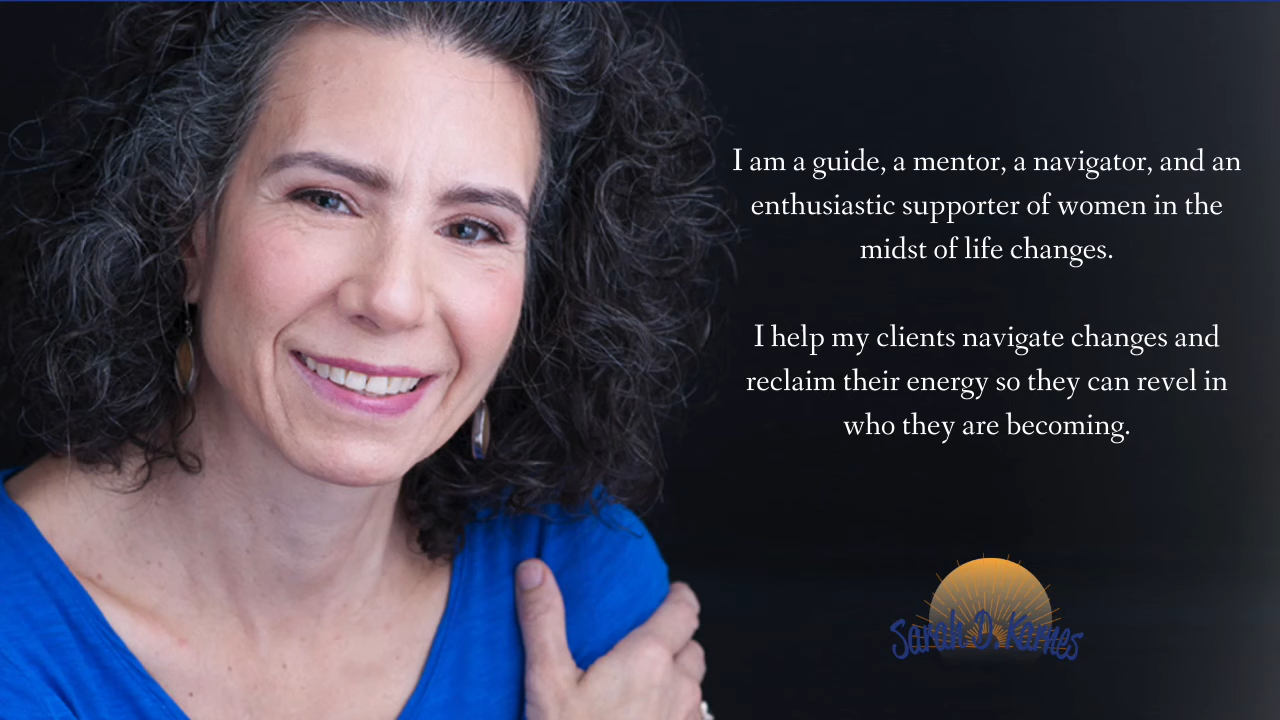 I am a guide, a mentor, a navigator, and an
enthusiastic supporter of women in the
midst of life changes.
I help my clients navigate changes and
reclaim their energy so they can revel in
who they are becoming.
Sarah D. Karnes